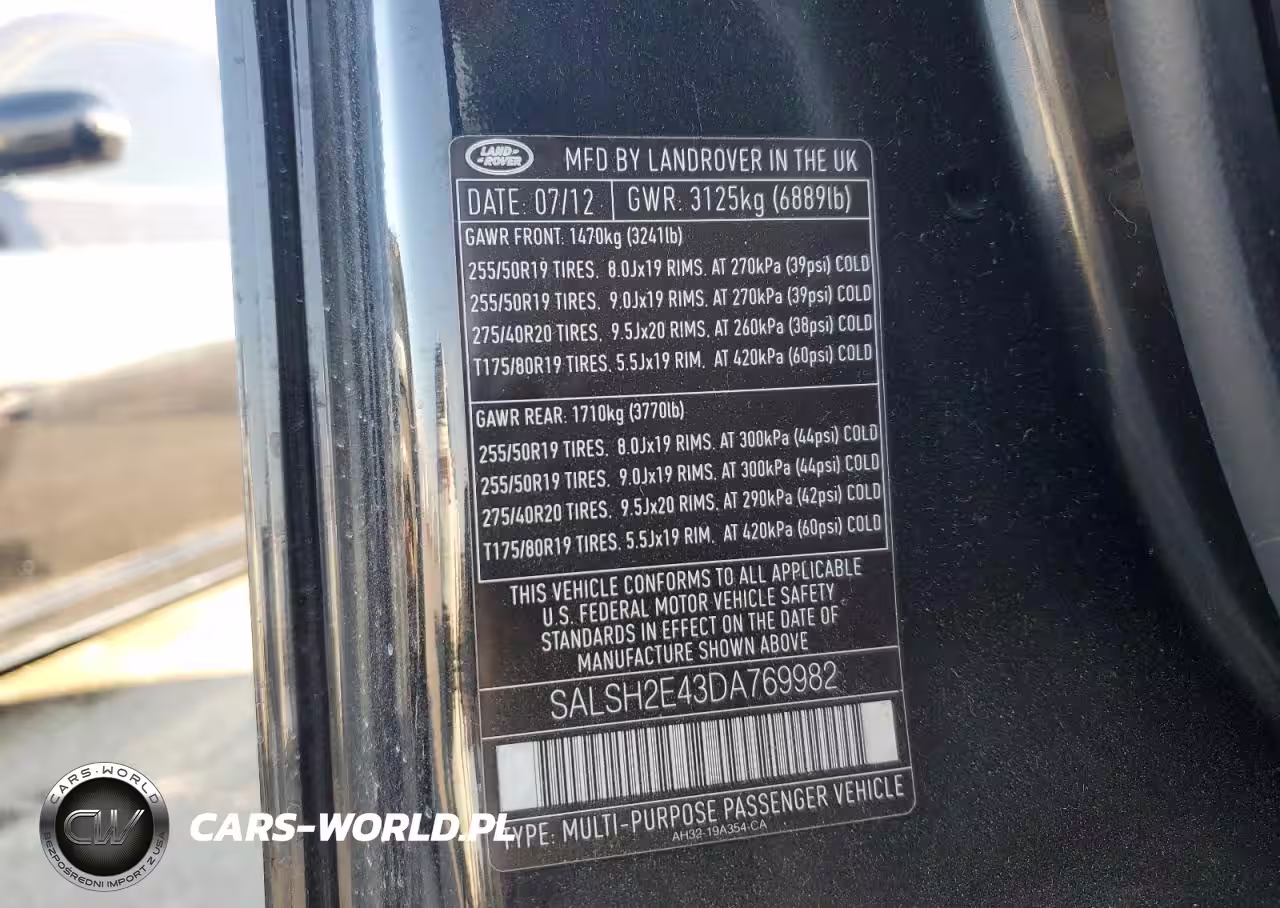 LAND-
-ROVER
MFD BY LANDROVER IN THE UK
DATE: 07/12 GWR: 3125kg (6889lb)
GAWR FRONT: 1470kg (3241lb)
255/50R19 TIRES, 8.0Jx19 RIMS, AT 270kPa (39psi) COLD
255/50R19 TIRES, 9.0Jx19 RIMS, AT 270kPa (39psi) COLD
275/40R20 TIRES, 9.5Jx20 RIMS, AT 260kPa (38psi) COLD
T175/80R19 TIRES, 5.5Jx19 RIM, AT 420kPa (60psi) COLD
GAWR REAR: 1710kg (3770lb)
255/50R19 TIRES, 8.0Jx19 RIMS, AT 300kPa (44psi) COLD
255/50R19 TIRES, 9.0Jx19 RIMS, AT 300kPa (44psi) COLD
275/40R20 TIRES, 9.5Jx20 RIMS, AT 290kPa (42psi) COLD
T175/80R19 TIRES, 5.5Jx19 RIM, AT 420kPa (60psi) COLD
THIS VEHICLE CONFORMS TO ALL APPLICABLE
U.S. FEDERAL MOTOR VEHICLE SAFETY
STANDARDS IN EFFECT ON THE DATE OF
MANUFACTURE SHOWN ABOVE
SALSH2E43DA769982
TYPE: MULTI-PURPOSE PASSENGER VEHICLE
AH32-19A354-CA
CARS-WORLD
CW
BEZPOSREDNI IMPORT Z USA
CARS-WORLD.PL